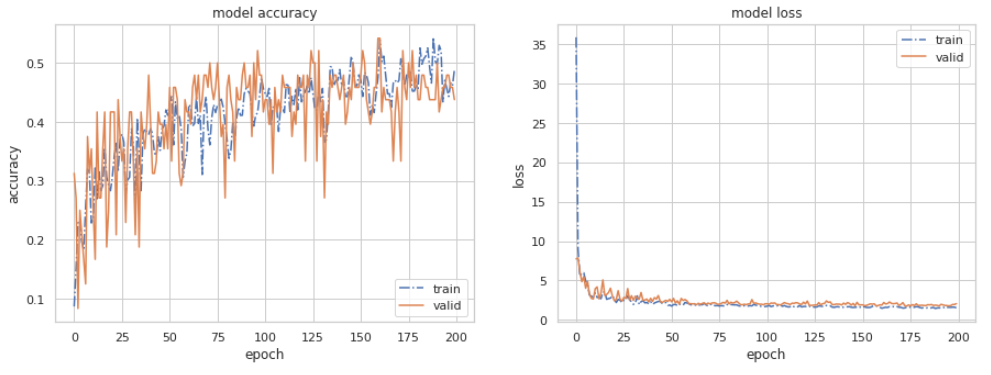 model accuracy
0.5
0.4
0.3
0.2
0.1
accuracy
0 25 50 75 100 125 150 175 200
epoch
train
valid
model loss
35
30
25
20
15
10
5
0
loss
0 25 50 75 100 125 150 175 200
epoch
train
valid